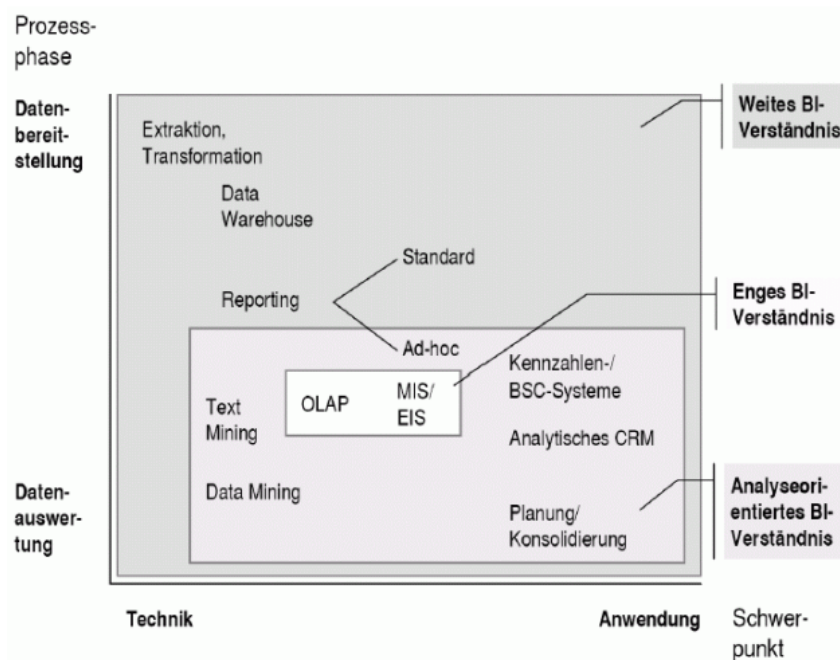 Prozess-
phase
Daten-
bereit-
stellung
Extraktion,
Transformation
Data
Warehouse
Standard
Reporting
Ad-hoc
Weites BI-
Verständnis
Enges BI-
Verständnis
Kennzahlen-/
BSC-Systeme
OLAP
MIS/
EIS
Text
Mining
Analytisches CRM
Data Mining
Planung/
Konsolidierung
Daten-
auswer-
tung
Analyseori-
entiertes BI-
Verständnis
Technik
Anwendung
Schwer-
punkt